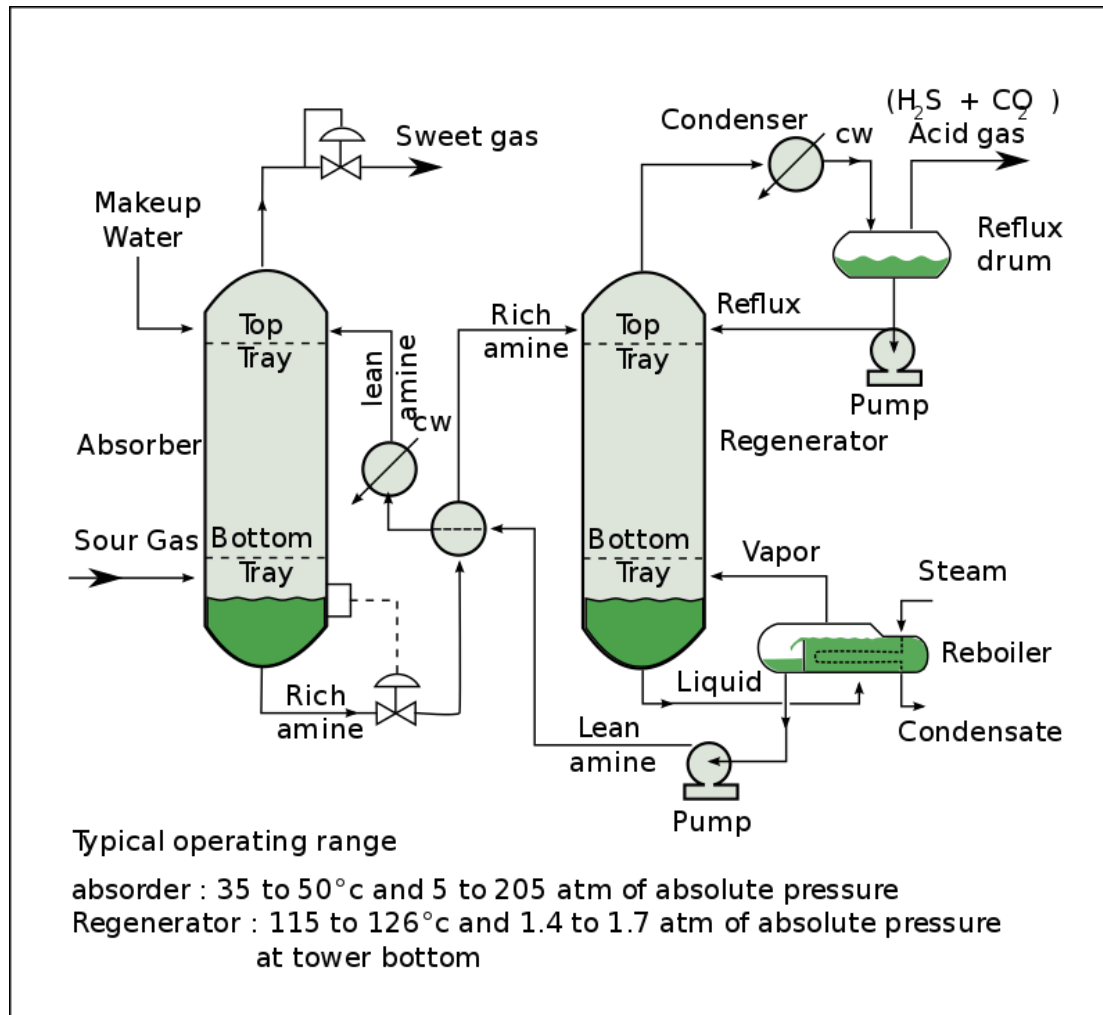 (H2S + CO2 )
Acid gas
Condenser
cw
Sweet gas
Makeup
Water
Reflux
drum
Top
Tray
lean
amine
Rich
amine
Top
Tray
Reflux
Pump
Absorber
cw
Regenerator
Sour Gas
Bottom
Tray
Bottom
Tray
Vapor
Steam
Reboiler
Rich
amine
Liquid
Condensate
Lean
amine
Pump
Typical operating range
absorder : 35 to 50°c and 5 to 205 atm of absolute pressure
Regenerator : 115 to 126°c and 1.4 to 1.7 atm of absolute pressure
at tower bottom